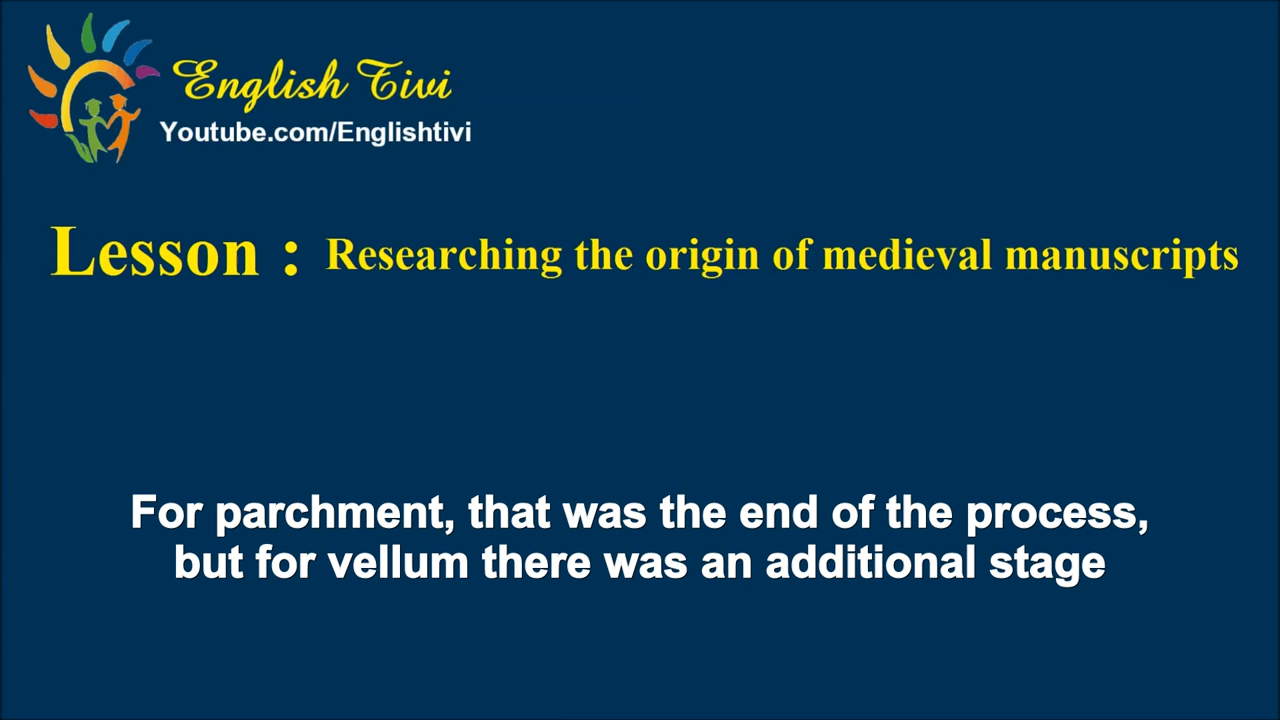 English Tivi
Youtube.com/Englishtivi
Lesson : Researching the origin of medieval manuscripts
For parchment, that was the end of the process,
but for vellum there was an additional stage